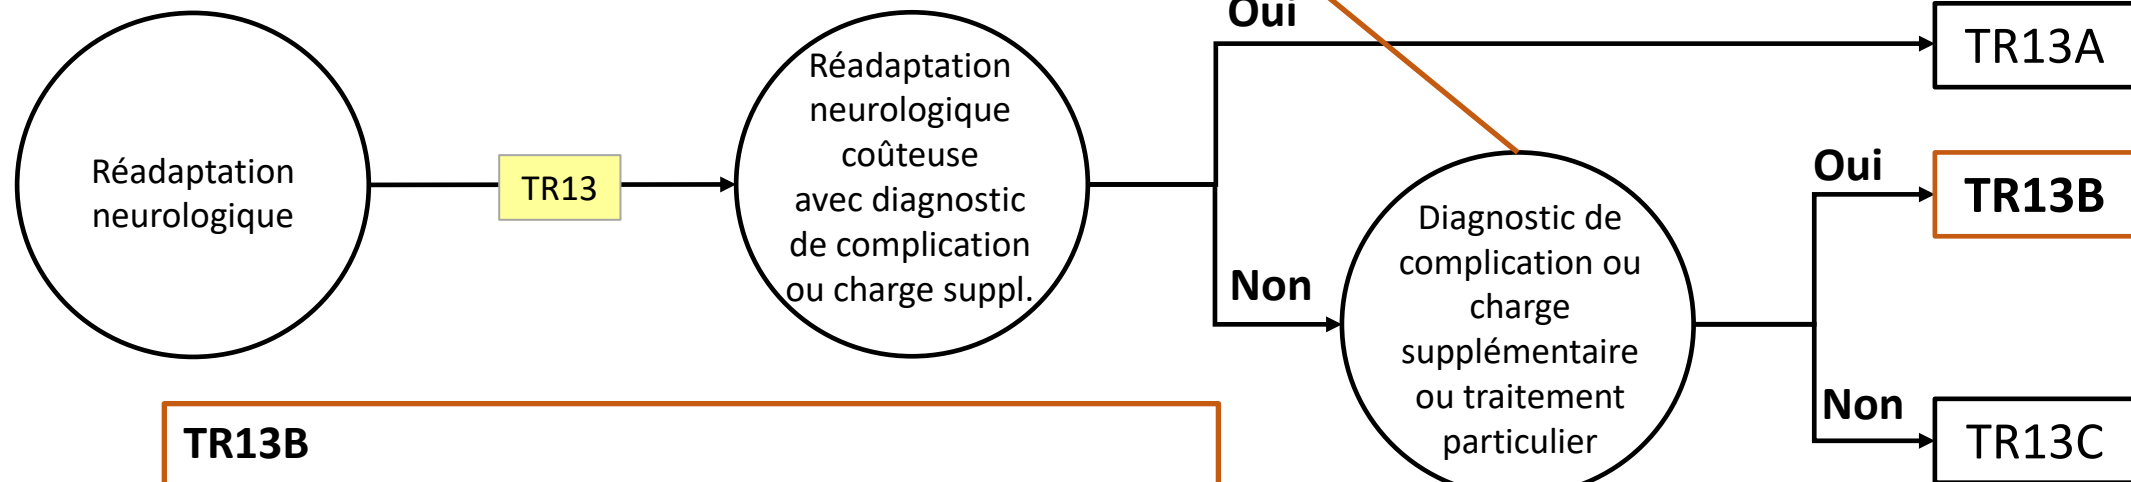 Réadaptation
neurologique
TR13
Réadaptation
neurologique
coûteuse
avec diagnostic
de complication
ou charge suppl.
Oui
TR13A
Non
Diagnostic de
complication ou
charge
supplémentaire
ou traitement
particulier
Oui
TR13B
Non
TR13C
TR13B